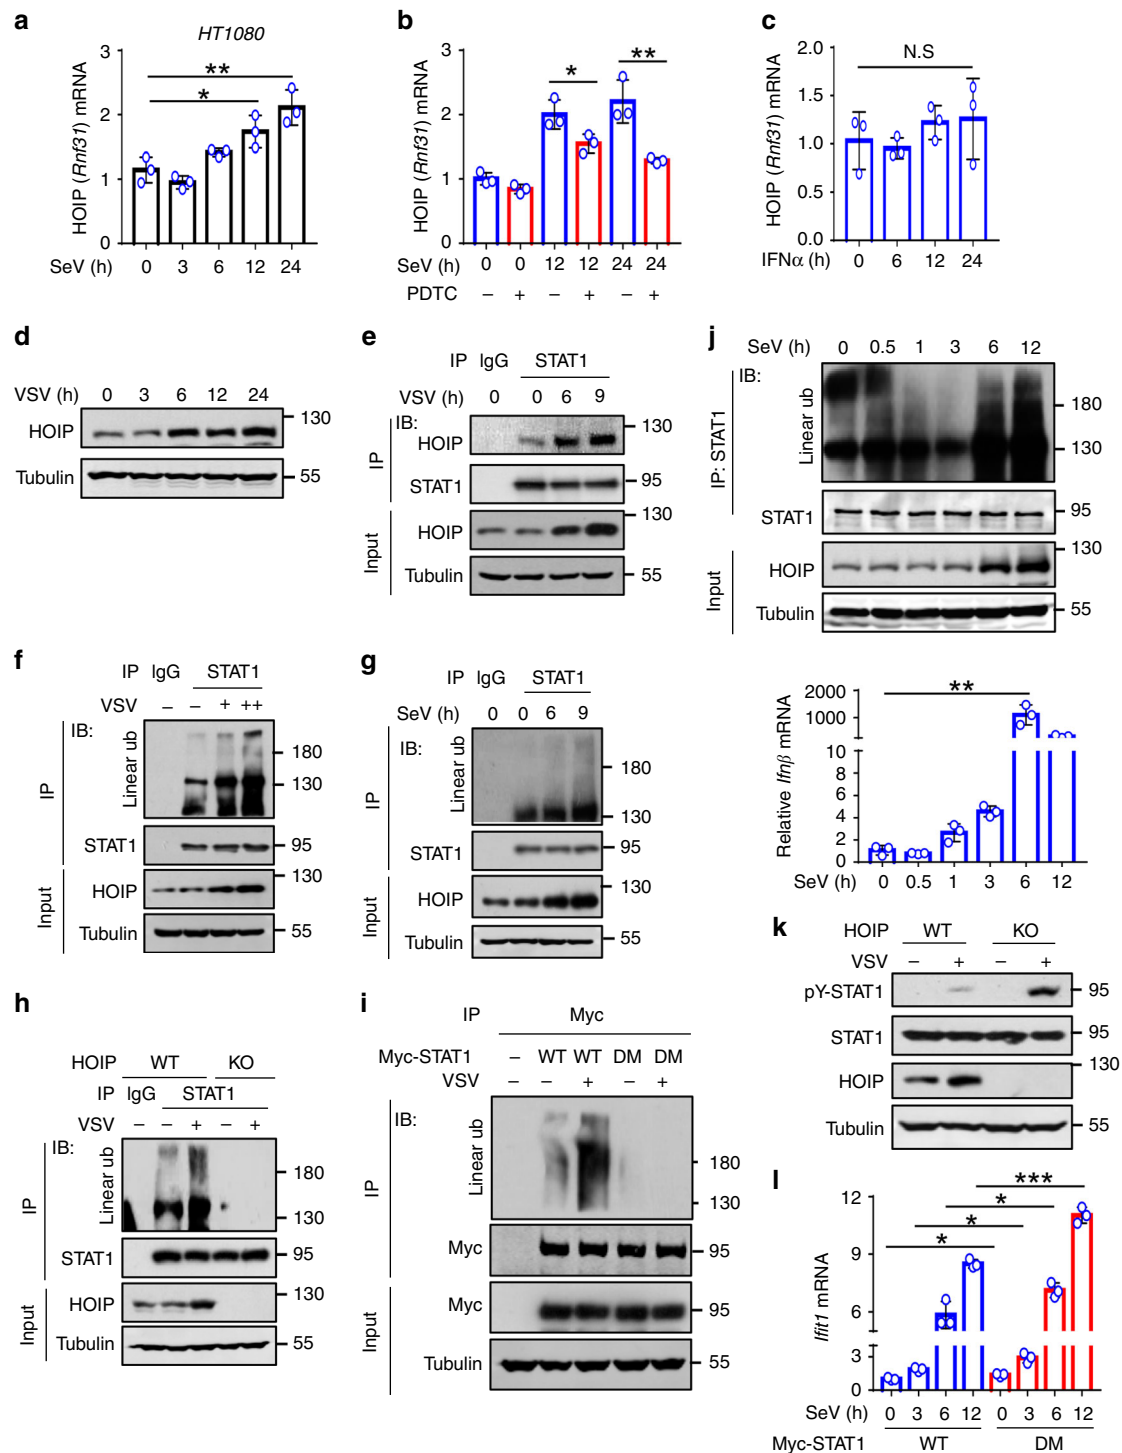 a
HT1080
**
*
HOIP (Rnf31) mRNA
3
2
1
0
SeV (h) 0 3 6 12 24
b
*
**
HOIP (Rnf31) mRNA
3
2
1
0
SeV (h) 0 0 12 12 24 24
PDTC – + – + – +
c
N.S
HOIP (Rnf31) mRNA
2.0
1.5
1.0
0.5
0.0
IFNα (h) 0 6 12 24
d
VSV (h) 0 3 6 12 24
HOIP 130
Tubulin 55
e
IP IgG STAT1
VSV (h) 0 0 6 9
IB:
IP
HOIP 130
STAT1 95
Input
HOIP 130
Tubulin 55
j
SeV (h) 0 0.5 1 3 6 12
IB:
IP: STAT1
Linear ub
180
130
STAT1 95
Input
HOIP 130
Tubulin 55
**
Relative Ifnβ mRNA
2000
1000
10
8
6
4
2
0
SeV (h) 0 0.5 1 3 6 12
f
IP IgG STAT1
VSV – – + ++
IB:
IP
Linear ub
180
130
STAT1 95
Input
HOIP 130
Tubulin 55
g
IP IgG STAT1
SeV (h) 0 0 6 9
IB:
IP
Linear ub
180
130
STAT1 95
Input
HOIP 130
Tubulin 55
h
HOIP WT KO
IP IgG STAT1
VSV – – + – +
IB:
IP
Linear ub
180
130
STAT1 95
Input
HOIP 130
Tubulin 55
i
IP Myc
Myc-STAT1 – WT WT DM DM
VSV – – + – +
IB:
IP
Linear ub
180
130
Myc 95
Input
Myc 95
Tubulin 55
k
HOIP WT KO
VSV – + – +
pY-STAT1 95
STAT1 95
HOIP 130
Tubulin 55
l
***
*
*
*
Ifit1 mRNA
12
9
6
3
0
SeV (h) 0 3 6 12 0 3 6 12
Myc-STAT1 WT DM